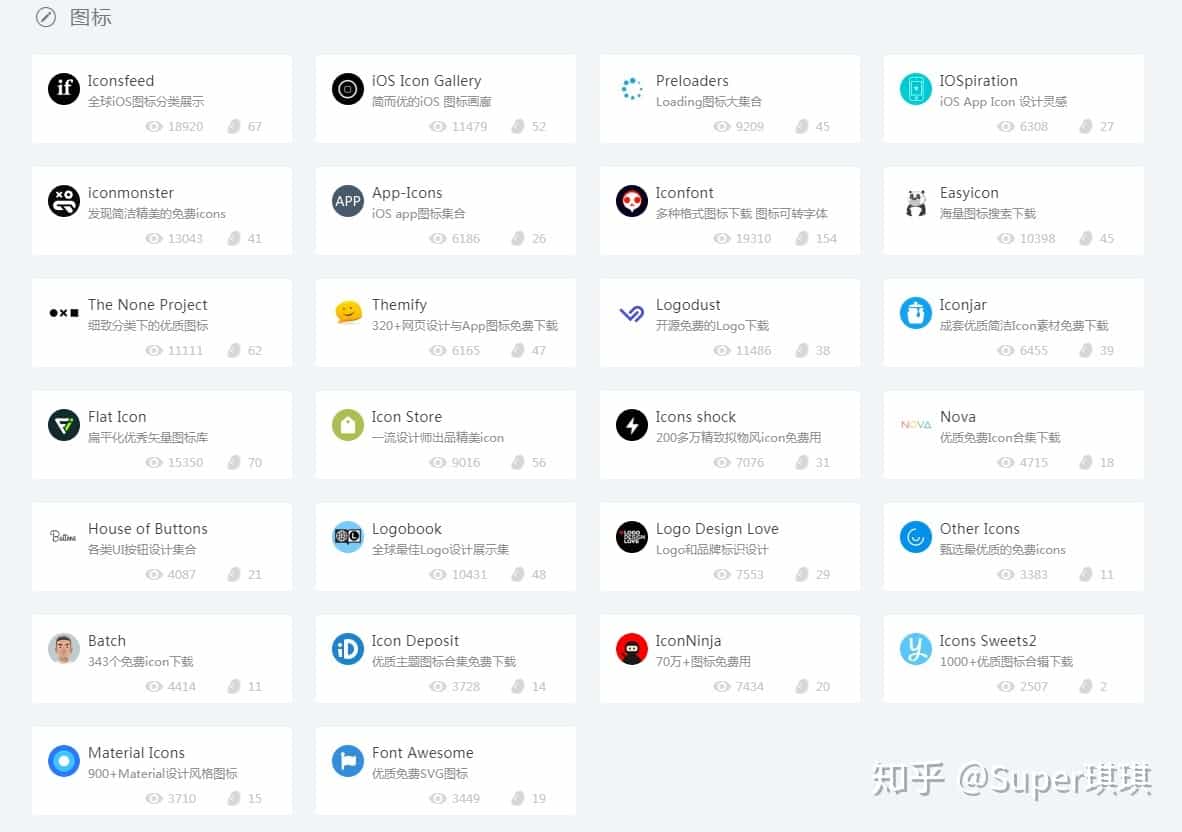 图标
Iconsfeed
全球iOS图标分类展示
18920 67
iOS Icon Gallery
简而优的iOS 图标画廊
11479 52
Preloaders
Loading图标大集合
9209 45
IOSpiration
iOS App Icon 设计灵感
6308 27
iconmonster
发现简洁精美的免费icons
13043 41
APP
App-Icons
iOS app图标集合
6186 26
Iconfont
多种格式图标下载 图标可转字体
19310 154
Easyicon
海量图标搜索下载
10398 45
The None Project
细致分类下的优质图标
11111 62
Themify
320+网页设计与App图标免费下载
6165 47
Logodust
开源免费的Logo下载
11486 38
Iconjar
成套优质简洁Icon素材免费下载
6455 39
Flat Icon
扁平化优秀矢量图标库
15350 70
Icon Store
一流设计师出品精美icon
9016 56
Icons shock
200多万精致拟物风icon免费用
7076 31
NOVA
Nova
优质免费Icon合集下载
4715 18
Buttons
House of Buttons
各类UI按钮设计集合
4087 21
Logobook
全球最佳Logo设计展示集
10431 48
LOGO
DESIGN
LOVE
Logo Design Love
Logo和品牌标识设计
7553 29
Other Icons
甄选最优质的免费icons
3383 11
Batch
343个免费icon下载
4414 11
iD
Icon Deposit
优质主题图标合集免费下载
3728 14
IconNinja
70万+图标免费用
7434 20
Icons Sweets2
1000+优质图标合辑下载
2507 2
Material Icons
900+Material设计风格图标
3710 15
Font Awesome
优质免费SVG图标
3449 19
知乎 @Super琪琪